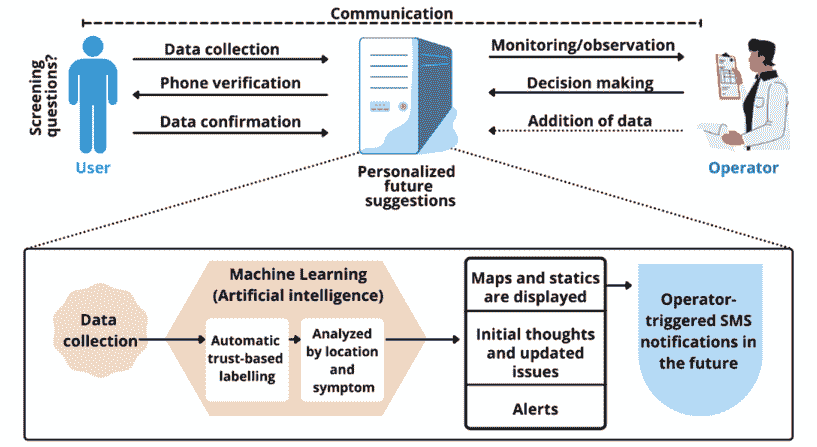 Communication
Screening
questions?
Data collection
Phone verification
Data confirmation
User
Monitoring/observation
Decision making
Addition of data
Operator
Personalized
future
suggestions
Data
collection
Machine Learning
(Artificial intelligence)
Automatic
trust-based
labelling
Analyzed
by location
and
symptom
Maps and statics
are displayed
Initial thoughts
and updated
issues
Alerts
Operator-
triggered SMS
notifications in
the future